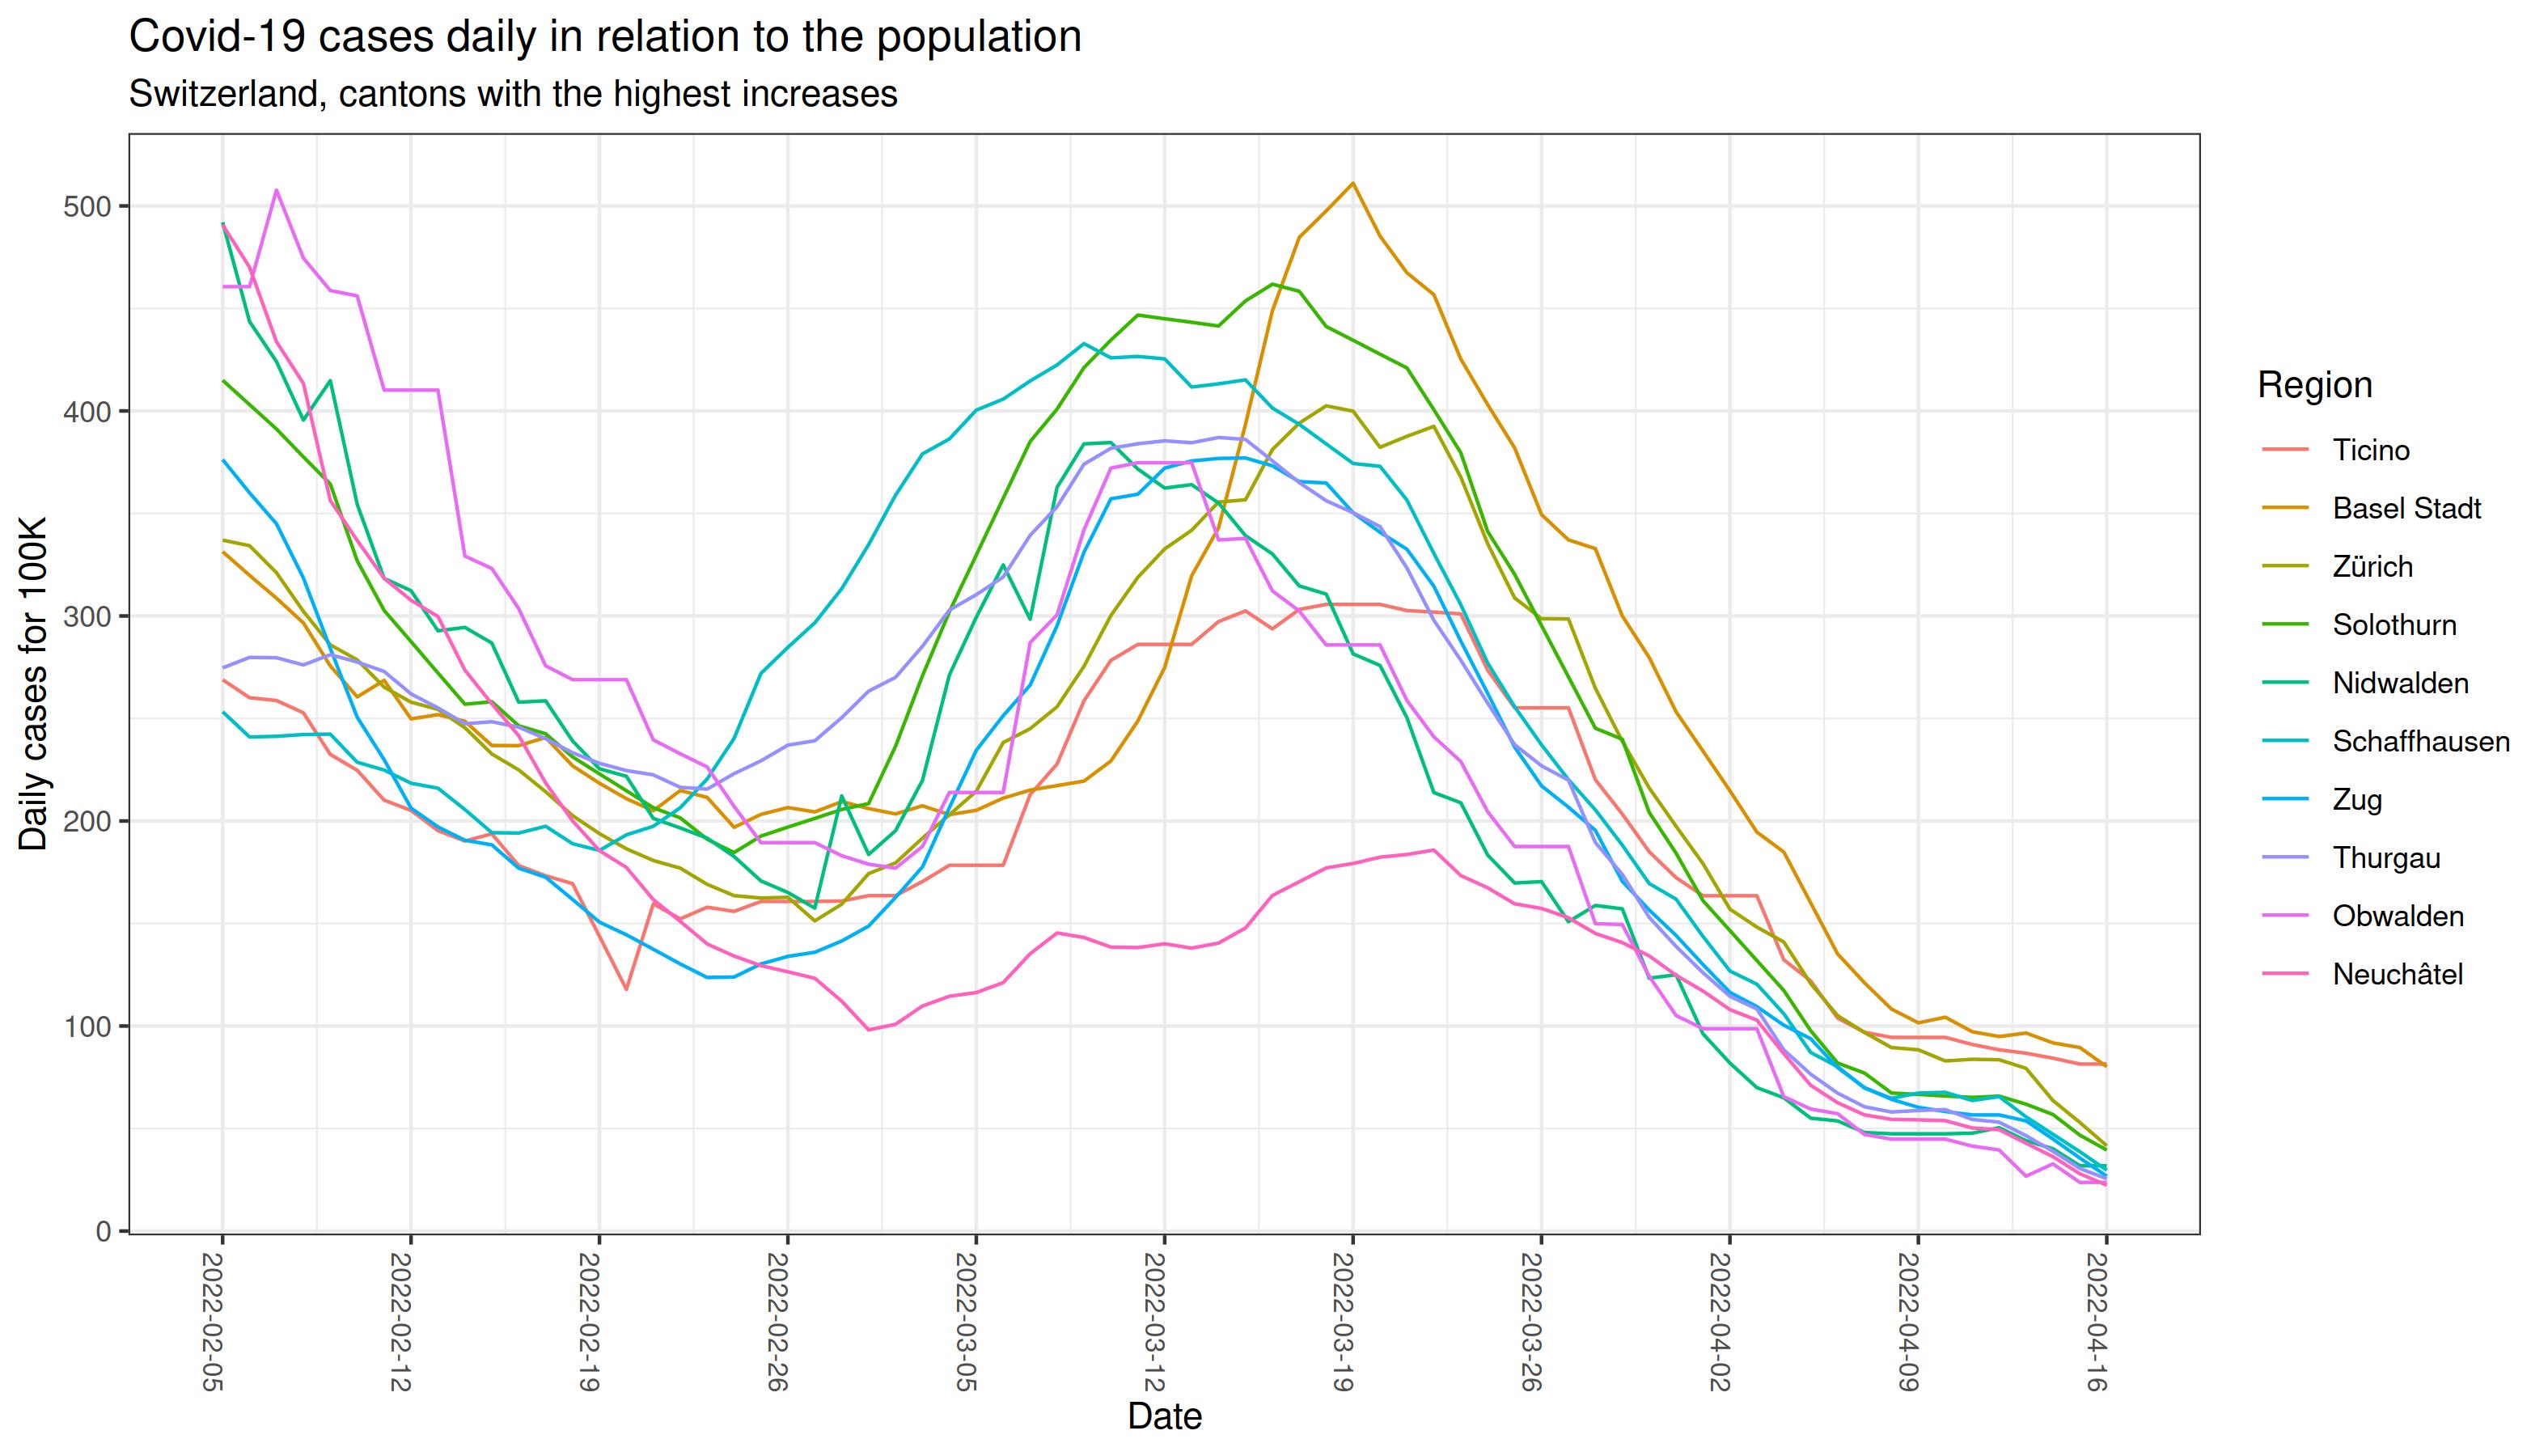 Covid-19 cases daily in relation to the population
Switzerland, cantons with the highest increases
Daily cases for 100K
500
400
300
200
100
0
2022-02-05
2022-02-12
2022-02-19
2022-02-26
2022-03-05
2022-03-12
2022-03-19
2022-03-26
2022-04-02
2022-04-09
2022-04-16
Date
Region
Ticino
Basel Stadt
Zürich
Solothurn
Nidwalden
Schaffhausen
Zug
Thurgau
Obwalden
Neuchâtel